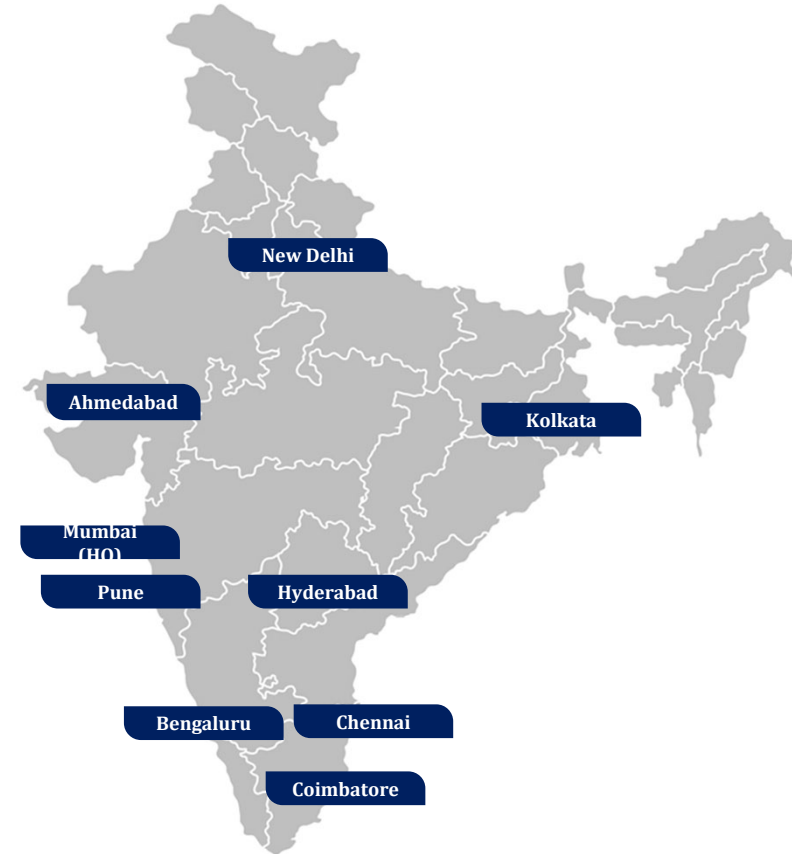 New Delhi
Ahmedabad
Kolkata
Mumbai
(HO)
Pune
Hyderabad
Bengaluru
Chennai
Coimbatore